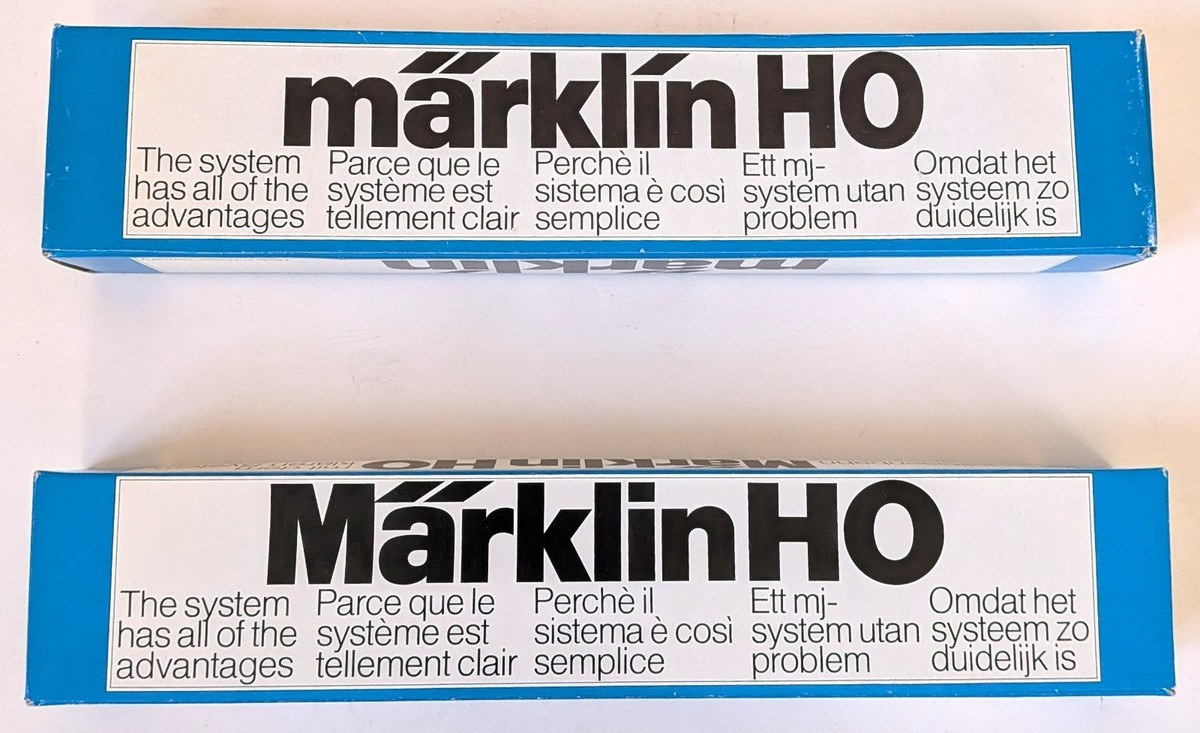 märklín HO
The system
has all of the
advantages
Parce que le
système est
tellement clair
Perchè il
sistema è così
semplice
Ett mj-
system utan
problem
Omdat het
systeem zo
duidelijk is
märklin
Märklin HO
Märklin HO
The system
has all of the
advantages
Parce que le
système est
tellement clair
Perchè il
sistema è così
semplice
Ett mj-
system utan
problem
Omdat het
systeem zo
duidelijk is